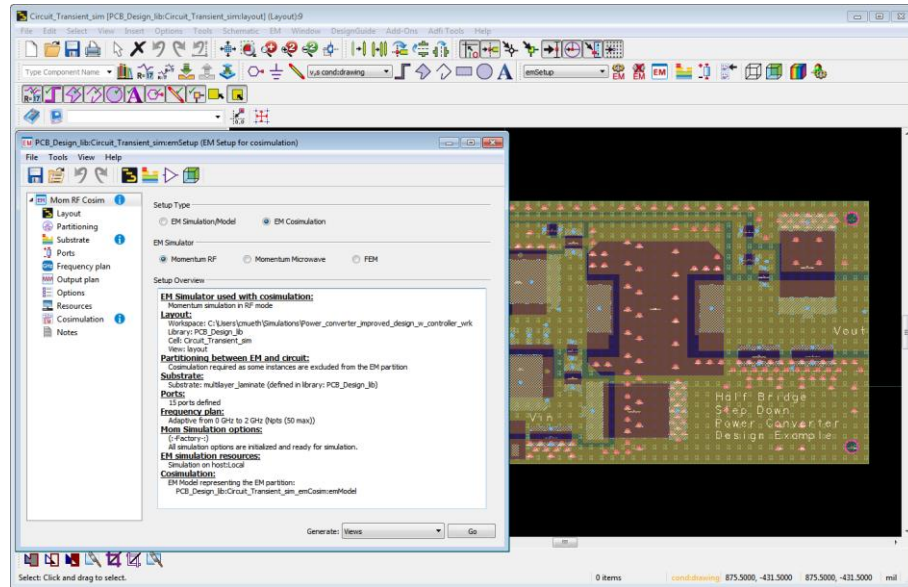 Circuit_Transient_sim [PCB_Design_lib:Circuit_Transient_sim:layout] (Layout):9
File Edit Select View Insert Options Tools Schematic EM Window DesignGuide Add-Ons Adfi Tools Help
Type Component Name
v,s cond:drawing
emSetup
EM
PCB_Design_lib:Circuit_Transient_sim:emSetup (EM Setup for cosimulation)
File Tools View Help
Mom RF Cosim
Layout
Partitioning
Substrate
Ports
Frequency plan
Output plan
Options
Resources
Cosimulation
Notes
Setup Type
EM Simulation/Model
EM Cosimulation
EM Simulator
Momentum RF
Momentum Microwave
FEM
Setup Overview
EM Simulator used with cosimulation:
Momentum simulation in RF mode
Layout:
Workspace: C:\Users\cmueth\Simulations\Power_converter_improved_design_w_controller_wrk
Library: PCB_Design_lib
Cell: Circuit_Transient_sim
View: layout
Partitioning between EM and circuit:
Cosimulation required as some instances are excluded from the EM partition
Substrate:
Substrate: multilayer_laminate (defined in library: PCB_Design_lib)
Ports:
15 ports defined
Frequency plan:
Adaptive from 0 GHz to 2 GHz (Npts (50 max))
Mom Simulation options:
(:-Factory-:)
All simulation options are initialized and ready for simulation.
EM simulation resources:
Simulation on host:Local
Cosimulation:
EM Model representing the EM partition:
PCB_Design_lib:Circuit_Transient_sim_emCosim:emModel
Generate: Views
Go
Vout
Vin
Half Bridge
Step Down
Power Converter
Design Example
Select: Click and drag to select.
0 items
cond:drawing
875.5000, -431.5000
875.5000, -431.5000
mil